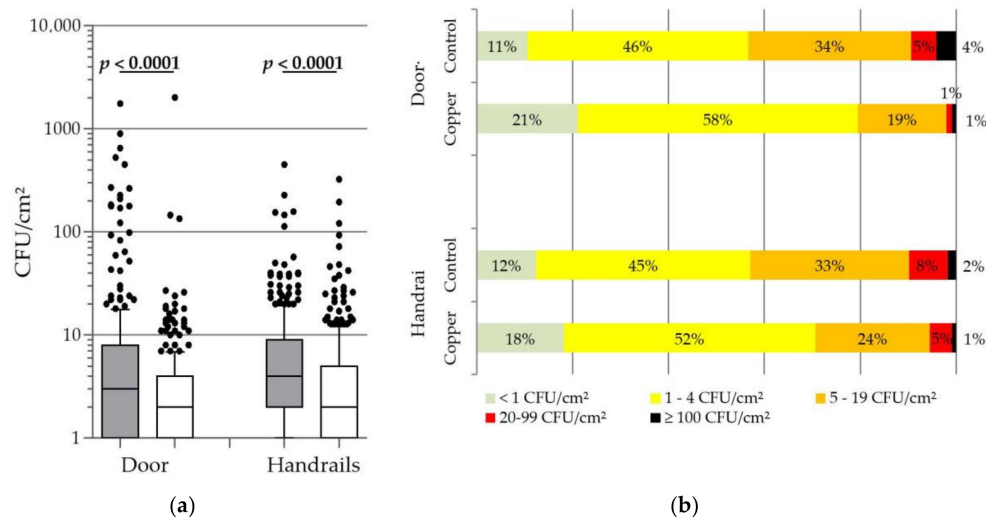 10.000
p < 0.0001 p < 0.0001
1000
100
10
1
CFU/cm²
Door Handrails
(a)
Door·
Control
11% 46% 34% 5% 4%
Copper
1%
21% 58% 19% 1%
Handrai
Control
12% 45% 33% 8% 2%
Copper
18% 52% 24% 5% 1%
< 1 CFU/cm² 1 - 4 CFU/cm² 5 - 19 CFU/cm²
20-99 CFU/cm² ≥ 100 CFU/cm²
(b)